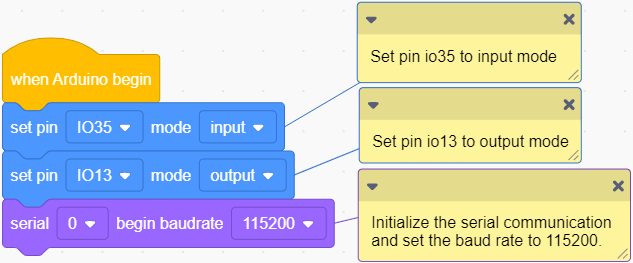 when Arduino begin
set pin IO35 mode input
set pin IO13 mode output
serial 0 begin baudrate 115200
Set pin io35 to input mode
Set pin io13 to output mode
Initialize the serial communication
and set the baud rate to 115200.